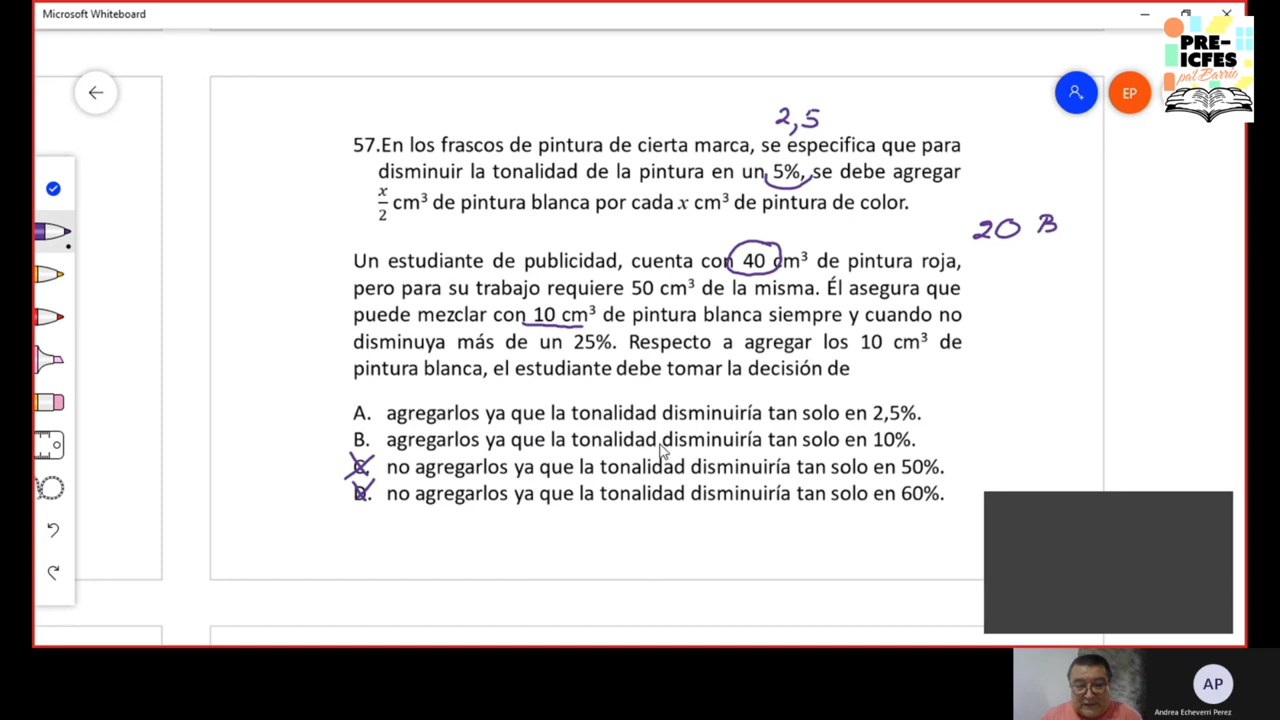 Microsoft Whiteboard
PRE-
ICFES
pa'l Barrio
EP
2,5
57.En los frascos de pintura de cierta marca, se especifica que para
disminuir la tonalidad de la pintura en un 5%, se debe agregar
x/2 cm³ de pintura blanca por cada x cm³ de pintura de color.
20 B
Un estudiante de publicidad, cuenta con 40 cm³ de pintura roja,
pero para su trabajo requiere 50 cm³ de la misma. Él asegura que
puede mezclar con 10 cm³ de pintura blanca siempre y cuando no
disminuya más de un 25%. Respecto a agregar los 10 cm³ de
pintura blanca, el estudiante debe tomar la decisión de
A. agregarlos ya que la tonalidad disminuiría tan solo en 2,5%.
B. agregarlos ya que la tonalidad disminuiría tan solo en 10%.
C. no agregarlos ya que la tonalidad disminuiría tan solo en 50%.
D. no agregarlos ya que la tonalidad disminuiría tan solo en 60%.
AP
Andrea Echeverri Perez